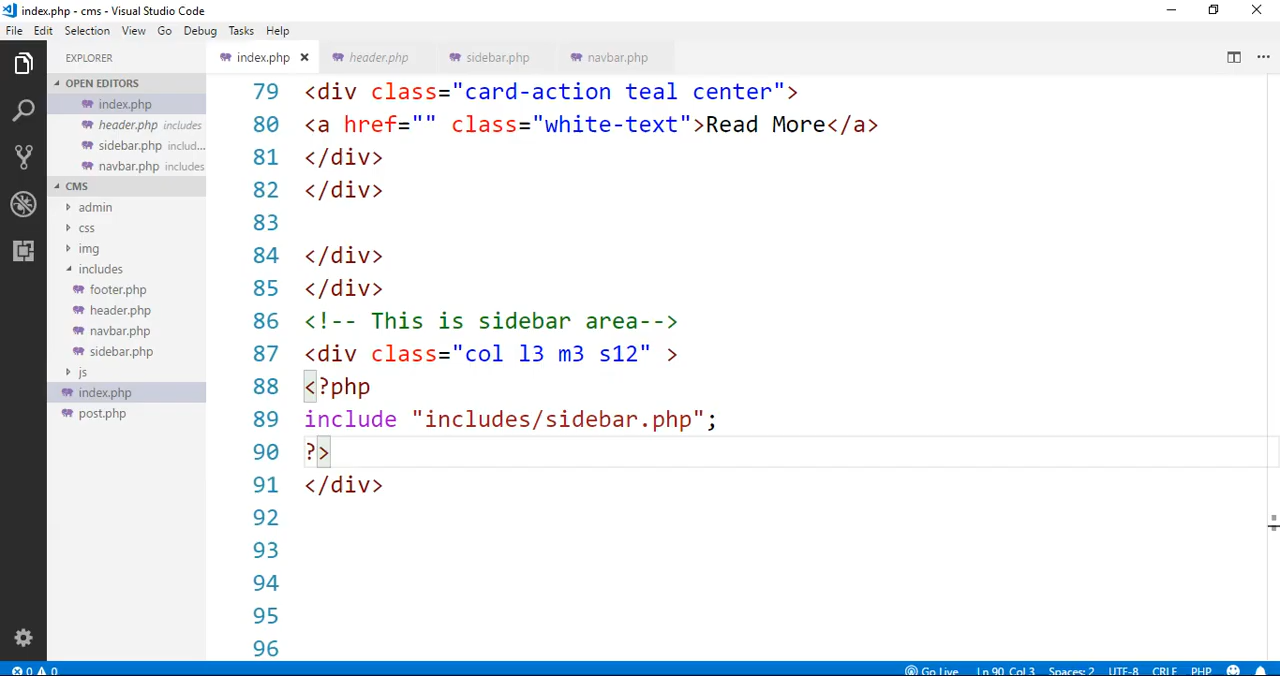 index.php - cms - Visual Studio Code
File Edit Selection View Go Debug Tasks Help
EXPLORER
OPEN EDITORS
index.php
header.php includes
sidebar.php includ...
navbar.php includes
CMS
admin
css
img
includes
footer.php
header.php
navbar.php
sidebar.php
js
index.php
post.php
index.php header.php sidebar.php navbar.php
79 <div class="card-action teal center">
80 <a href="" class="white-text">Read More</a>
81 </div>
82 </div>
83
84 </div>
85 </div>
86 <!-- This is sidebar area-->
87 <div class="col l3 m3 s12" >
88 <?php
89 include "includes/sidebar.php";
90 ?>
91 </div>
92
93
94
95
96
0 0 Go Live Ln 90, Col 3 Spaces: 2 UTF-8 CRLF PHP